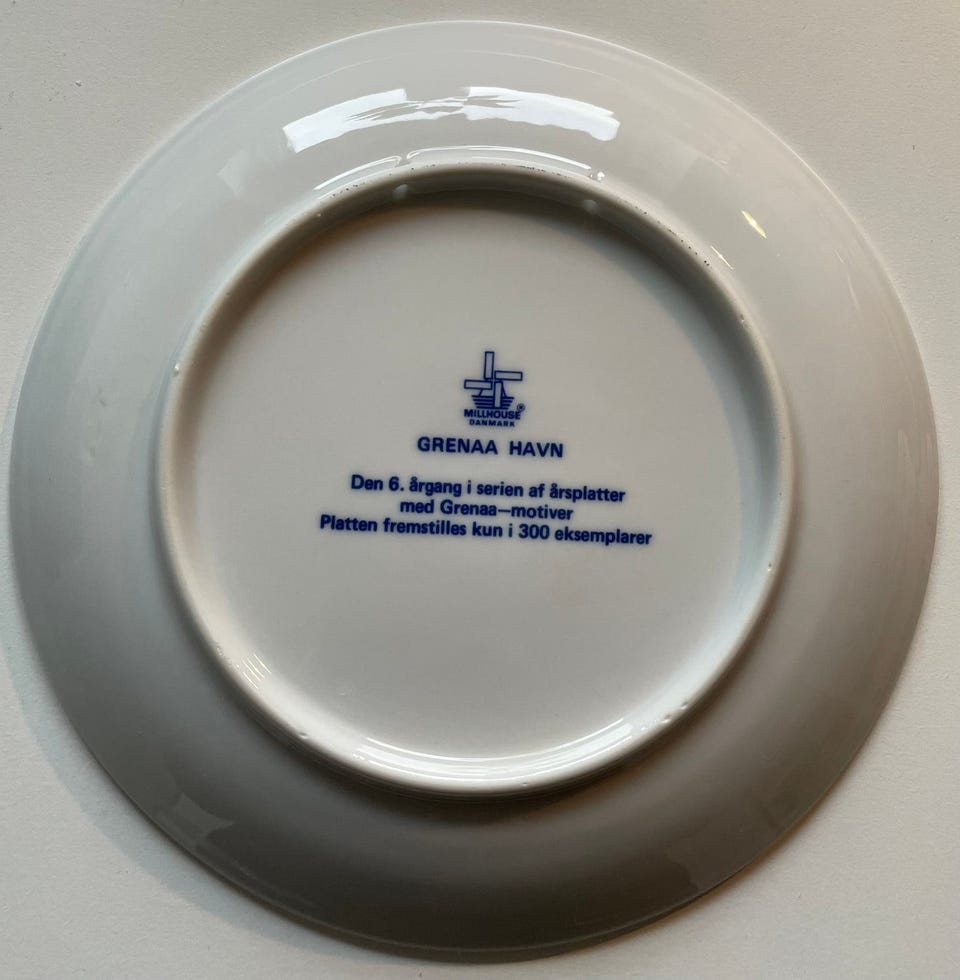 MILLHOUSE ®
DANMARK
GRENAA HAVN
Den 6. årgang i serien af årsplatter
med Grenaa—motiver
Platten fremstilles kun i 300 eksemplarer